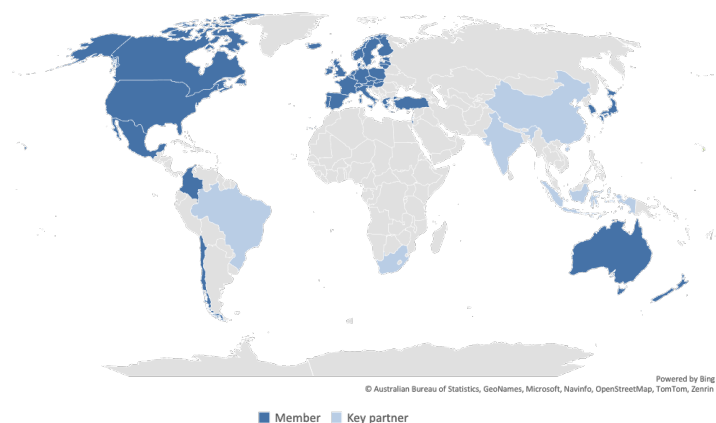 Powered by Bing
© Australian Bureau of Statistics, GeoNames, Microsoft, Navinfo, OpenStreetMap, TomTom, Zenrin
Member Key partner